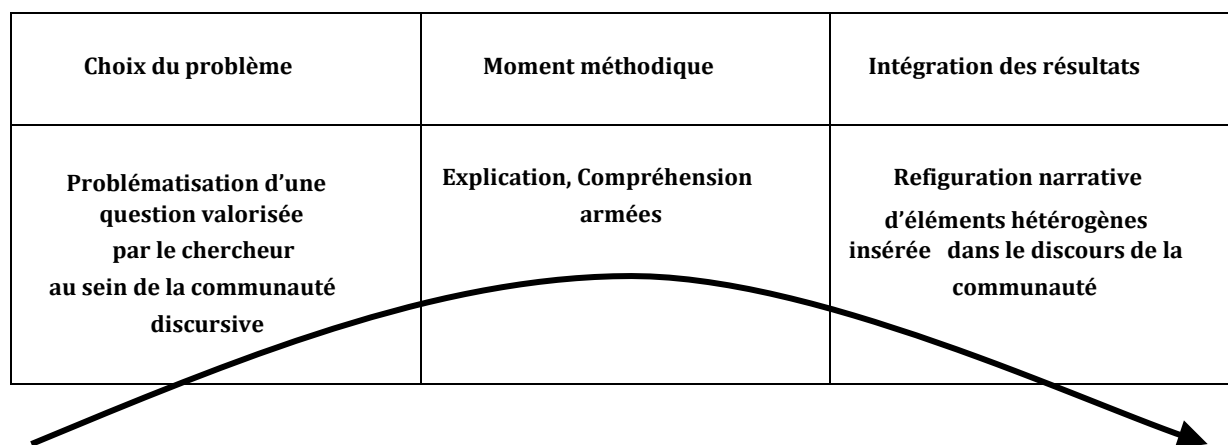 Choix du problème
Moment méthodique
Intégration des résultats
Problématisation d'une
question valorisée
par le chercheur
au sein de la communauté
discursive
Explication, Compréhension
armées
Refiguration narrative
d'éléments hétérogènes
insérée dans le discours de la
communauté